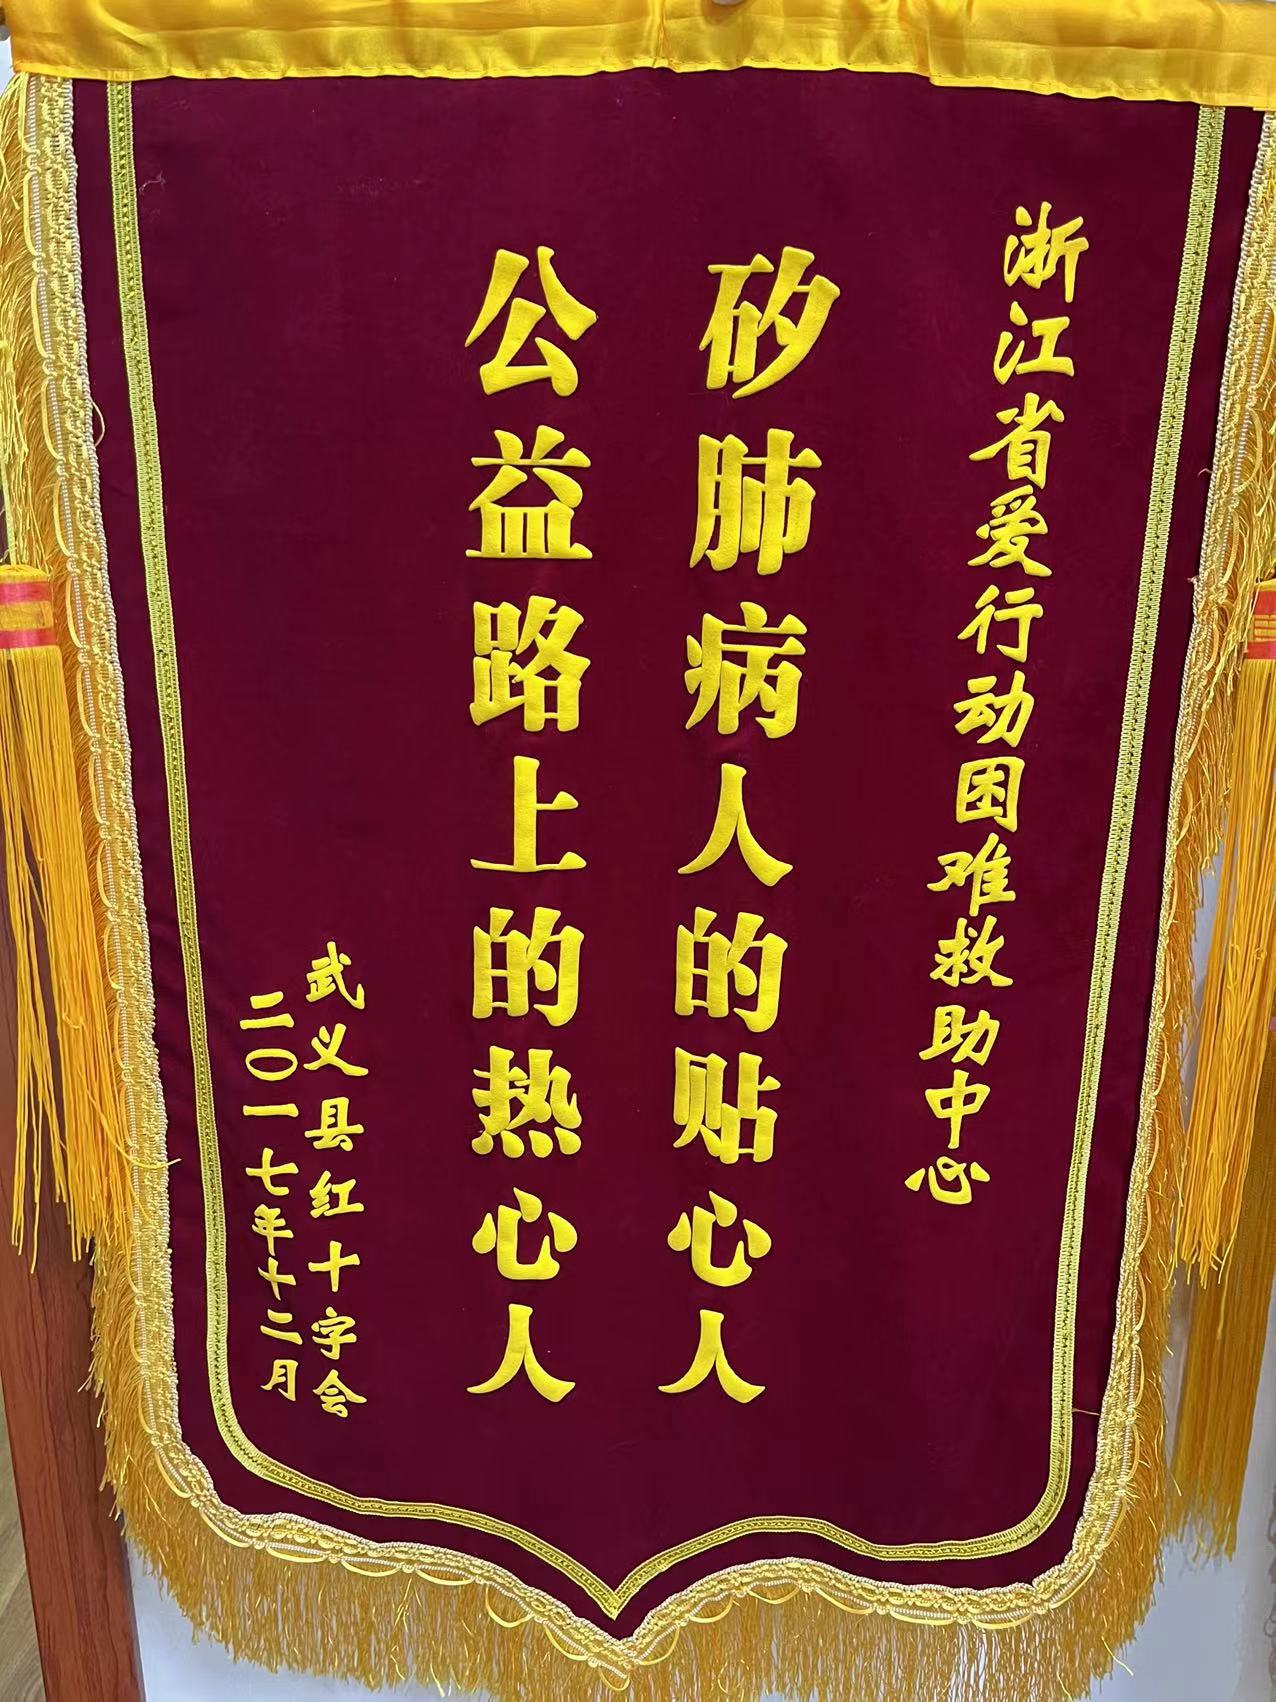 浙江省爱行动困难救助中心
矽肺病人的贴心人
公益路上的热心人
武义县红十字会
二〇一七年十二月